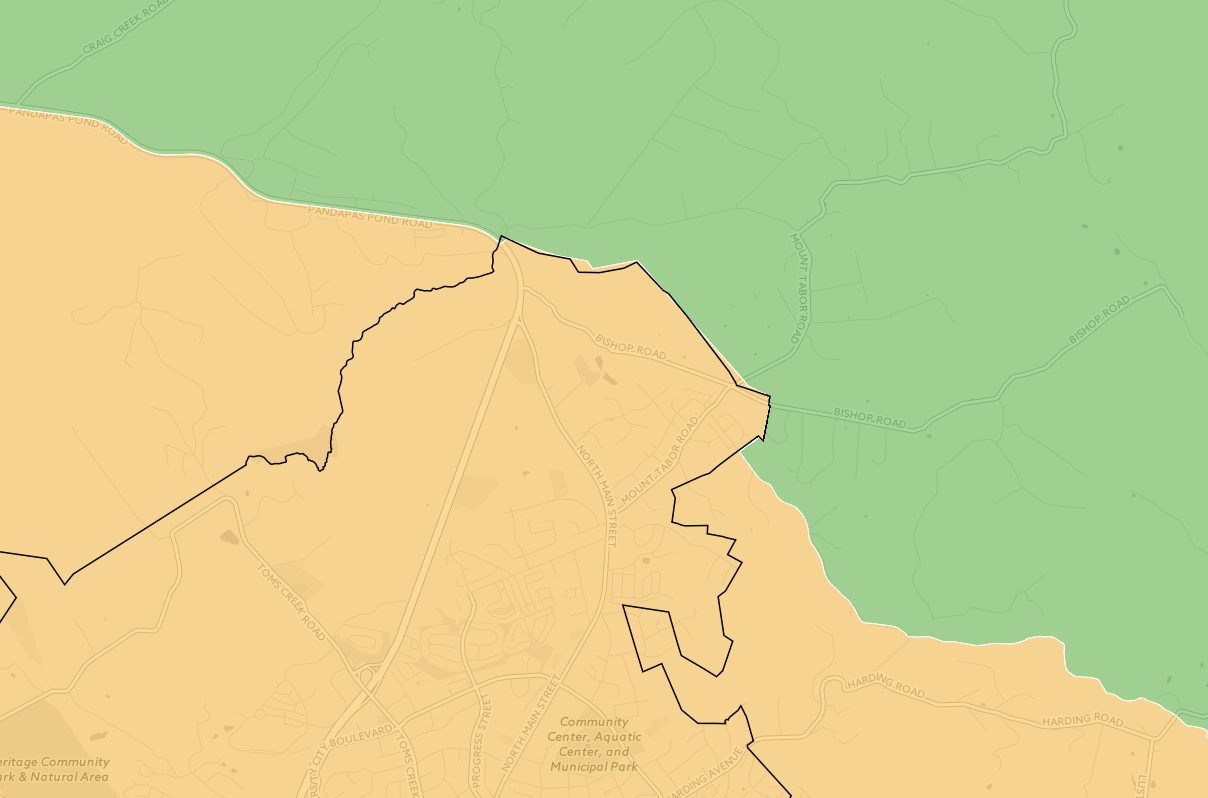 CRAIG CREEK ROAD
PANDAPAS POND ROAD
PANDAPAS POND ROAD
MOUNT TABOR ROAD
BISHOP ROAD
BISHOP ROAD
BISHOP ROAD
MOUNT TABOR ROAD
NORTH MAIN STREET
TOMS CREEK ROAD
HARDING ROAD
HARDING ROAD
Community
Center, Aquatic
Center, and
Municipal Park
NORTH MAIN STREET
PROGRESS STREET
RSITY CITY BOULEVARD
TOMS CREEK
HARDING AVENUE
eritage Community
ark & Natural Area
LUST